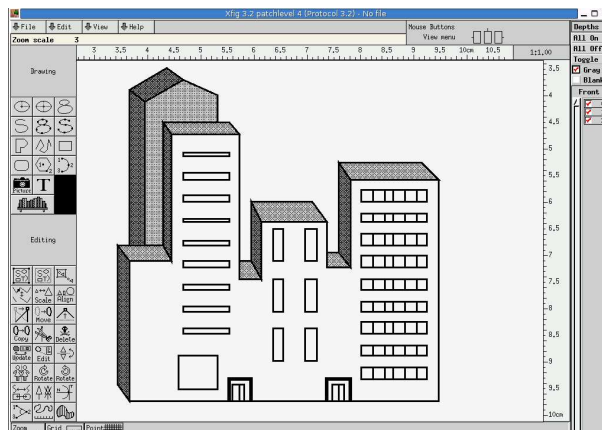 Xfig 3.2 patchlevel 4 (Protocol 3.2) - No file
File Edit View Help
Mouse Buttons
View menu
Zoom scale 3
3 3.5 4 4.5 5 5.5 6 6.5 7 7.5 8 8.5 9 9.5 10cm 10.5
1:1.00
Depths
All On
All Off
Toggle
Gray
Blank
Front
Drawing
Picture
T
Editing
Scale Align
Move
Copy Delete
Update Edit
Rotate Rotate
3.5
-4
4.5
-5
5.5
-6
6.5
-7
7.5
-8
8.5
-9
9.5
-10cm
Zoom Grid Point